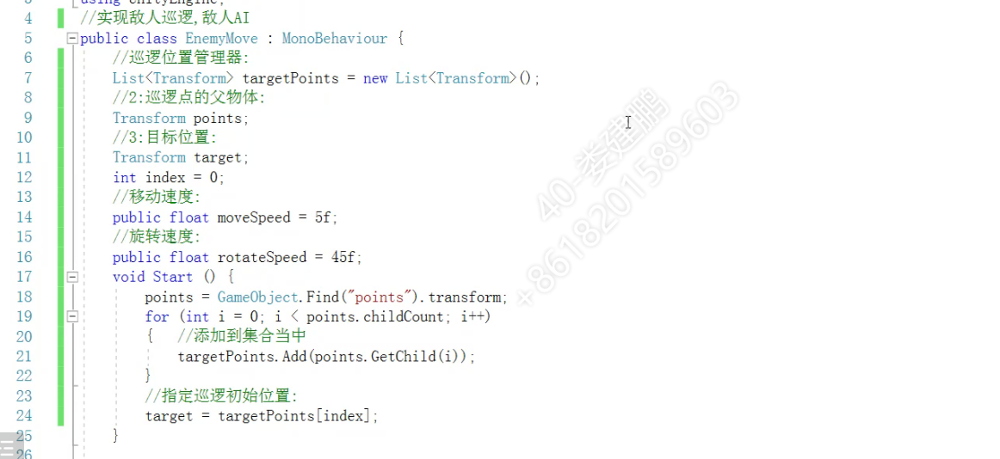 3 using UnityEngine;
4 //实现敌人巡逻,敌人AI
5 public class EnemyMove : MonoBehaviour {
6 //巡逻位置管理器:
7 List<Transform> targetPoints = new List<Transform>();
8 //2:巡逻点的父物体:
9 Transform points;
10 //3:目标位置:
11 Transform target;
12 int index = 0;
13 //移动速度:
14 public float moveSpeed = 5f;
15 //旋转速度:
16 public float rotateSpeed = 45f;
17 void Start () {
18 points = GameObject.Find("points").transform;
19 for (int i = 0; i < points.childCount; i++)
20 { //添加到集合当中
21 targetPoints.Add(points.GetChild(i));
22 }
23 //指定巡逻初始位置:
24 target = targetPoints[index];
25 }
26
40-娄建鹏
+8618201589603